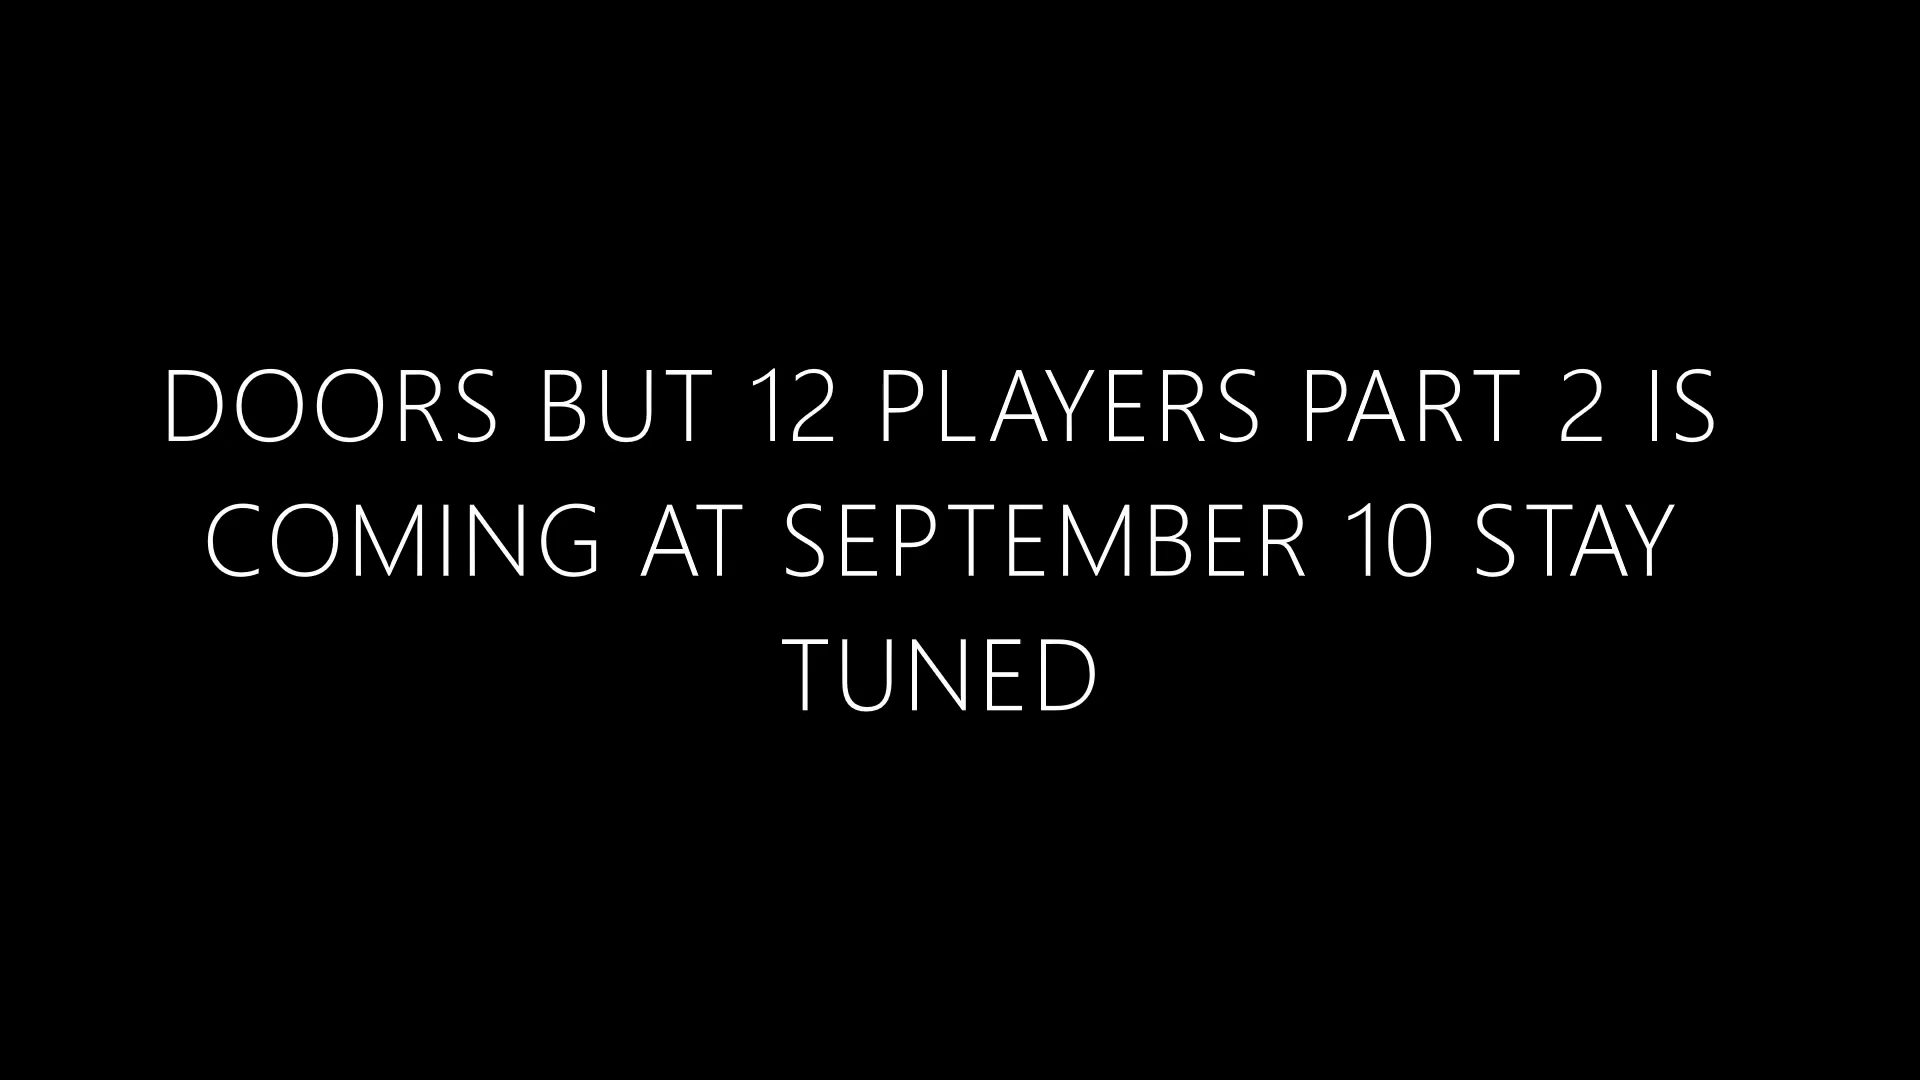 DOORS BUT 12 PLAYERS PART 2 IS
COMING AT SEPTEMBER 10 STAY
TUNED